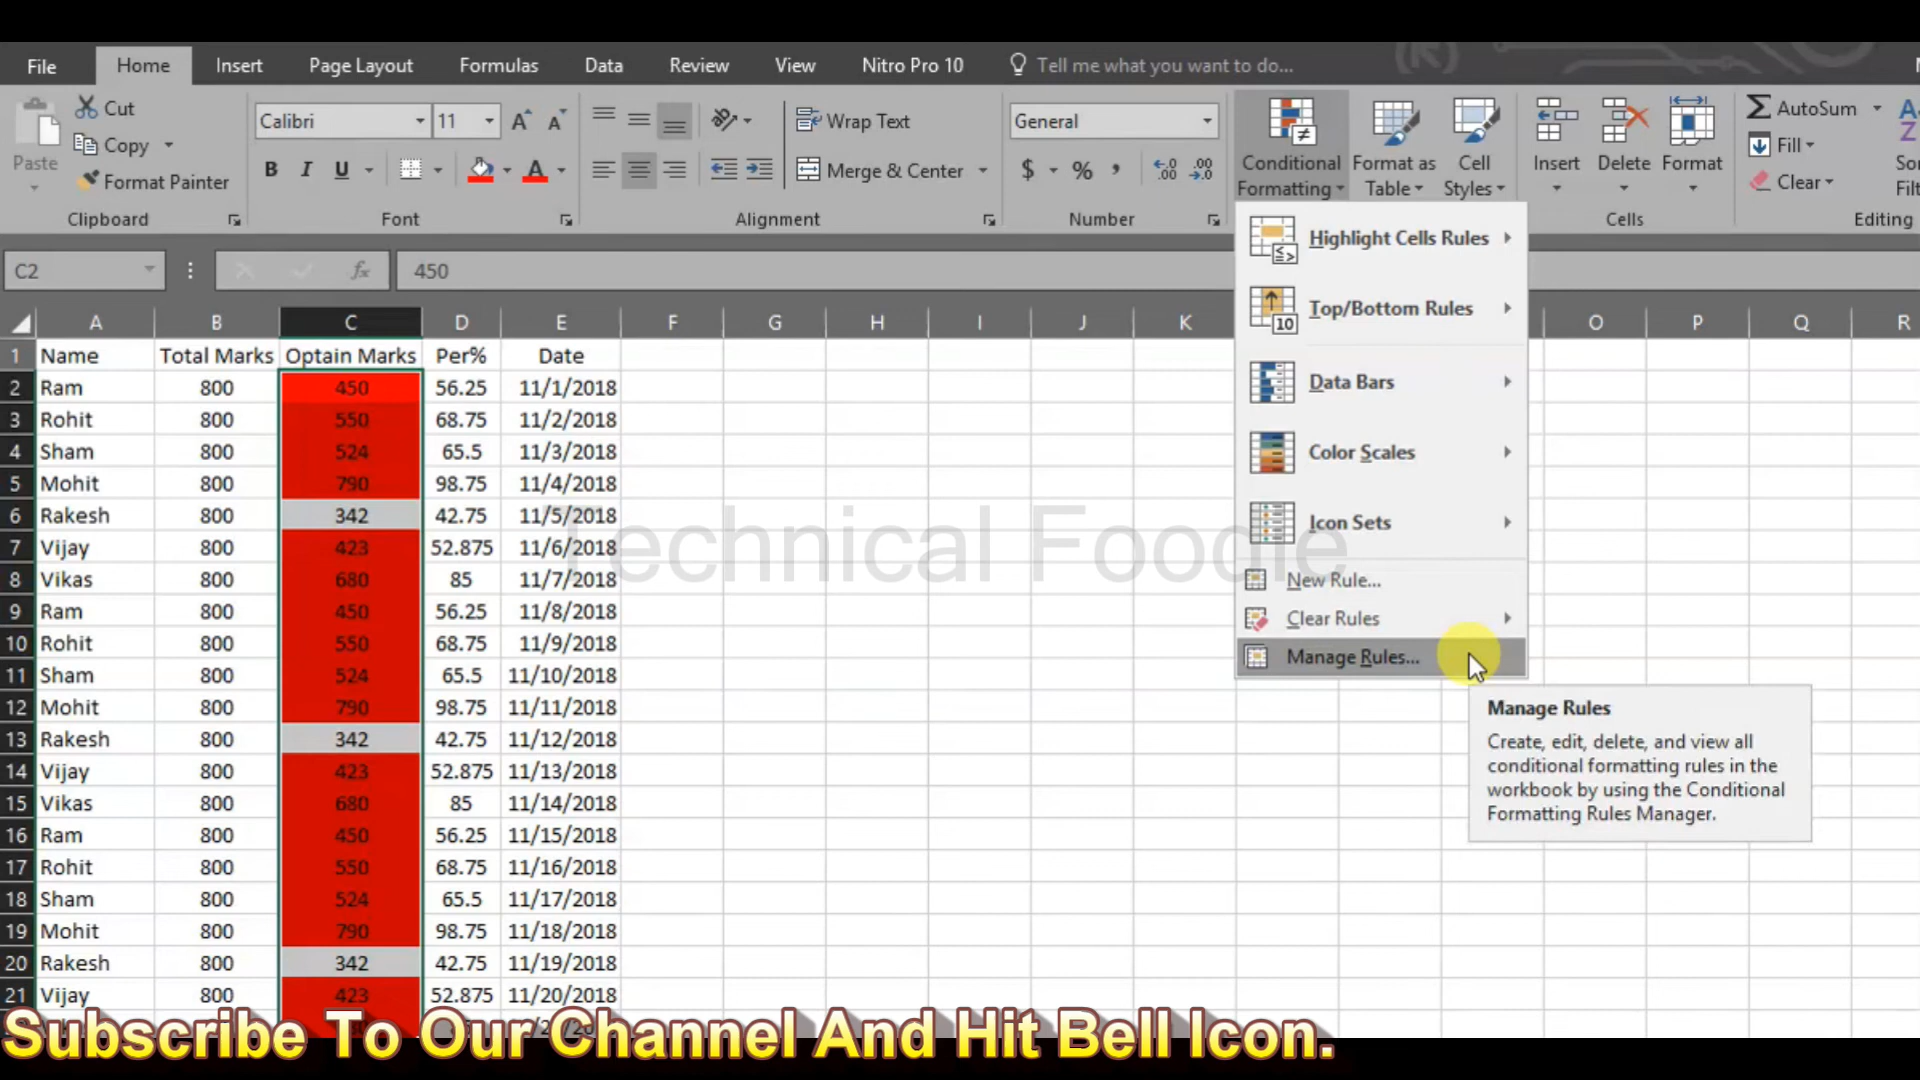 File Home Insert Page Layout Formulas Data Review View Nitro Pro 10 Tell me what you want to do...
Cut
Copy
Format Painter
Paste
Clipboard
Calibri 11
B I U
Font
Wrap Text
Merge & Center
Alignment
General
$ % ,
Number
Conditional Formatting
Format as Table
Cell Styles
Insert Delete Format
Cells
AutoSum
Fill
Clear
Editing
C2 fx 450
A B C D E F G H I J K O P Q R
1 Name Total Marks Optain Marks Per% Date
2 Ram 800 450 56.25 11/1/2018
3 Rohit 800 550 68.75 11/2/2018
4 Sham 800 524 65.5 11/3/2018
5 Mohit 800 790 98.75 11/4/2018
6 Rakesh 800 342 42.75 11/5/2018
7 Vijay 800 423 52.875 11/6/2018
8 Vikas 800 680 85 11/7/2018
9 Ram 800 450 56.25 11/8/2018
10 Rohit 800 550 68.75 11/9/2018
11 Sham 800 524 65.5 11/10/2018
12 Mohit 800 790 98.75 11/11/2018
13 Rakesh 800 342 42.75 11/12/2018
14 Vijay 800 423 52.875 11/13/2018
15 Vikas 800 680 85 11/14/2018
16 Ram 800 450 56.25 11/15/2018
17 Rohit 800 550 68.75 11/16/2018
18 Sham 800 524 65.5 11/17/2018
19 Mohit 800 790 98.75 11/18/2018
20 Rakesh 800 342 42.75 11/19/2018
21 Vijay 800 423 52.875 11/20/2018
Technical Foodie
Highlight Cells Rules
Top/Bottom Rules
Data Bars
Color Scales
Icon Sets
New Rule...
Clear Rules
Manage Rules...
Manage Rules
Create, edit, delete, and view all
conditional formatting rules in the
workbook by using the Conditional
Formatting Rules Manager.
Subscribe To Our Channel And Hit Bell Icon.